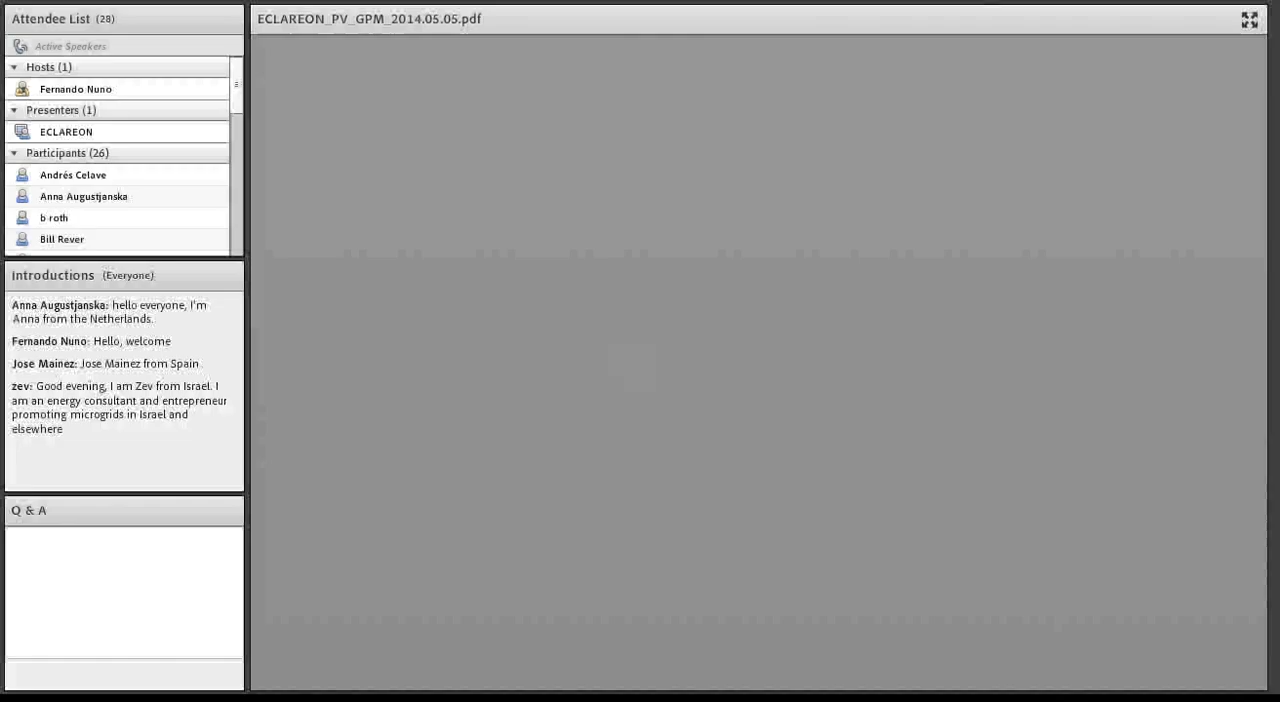 Attendee List (28)
Active Speakers
Hosts (1)
Fernando Nuno
Presenters (1)
ECLAREON
Participants (26)
Andrés Celave
Anna Augustjanska
b roth
Bill Rever
Introductions (Everyone)
Anna Augustjanska: hello everyone, I'm
Anna from the Netherlands.
Fernando Nuno: Hello, welcome
Jose Mainez: Jose Mainez from Spain
zev: Good evening, I am Zev from Israel. I
am an energy consultant and entrepreneur
promoting microgrids in Israel and
elsewhere
Q & A
ECLAREON_PV_GPM_2014.05.05.pdf